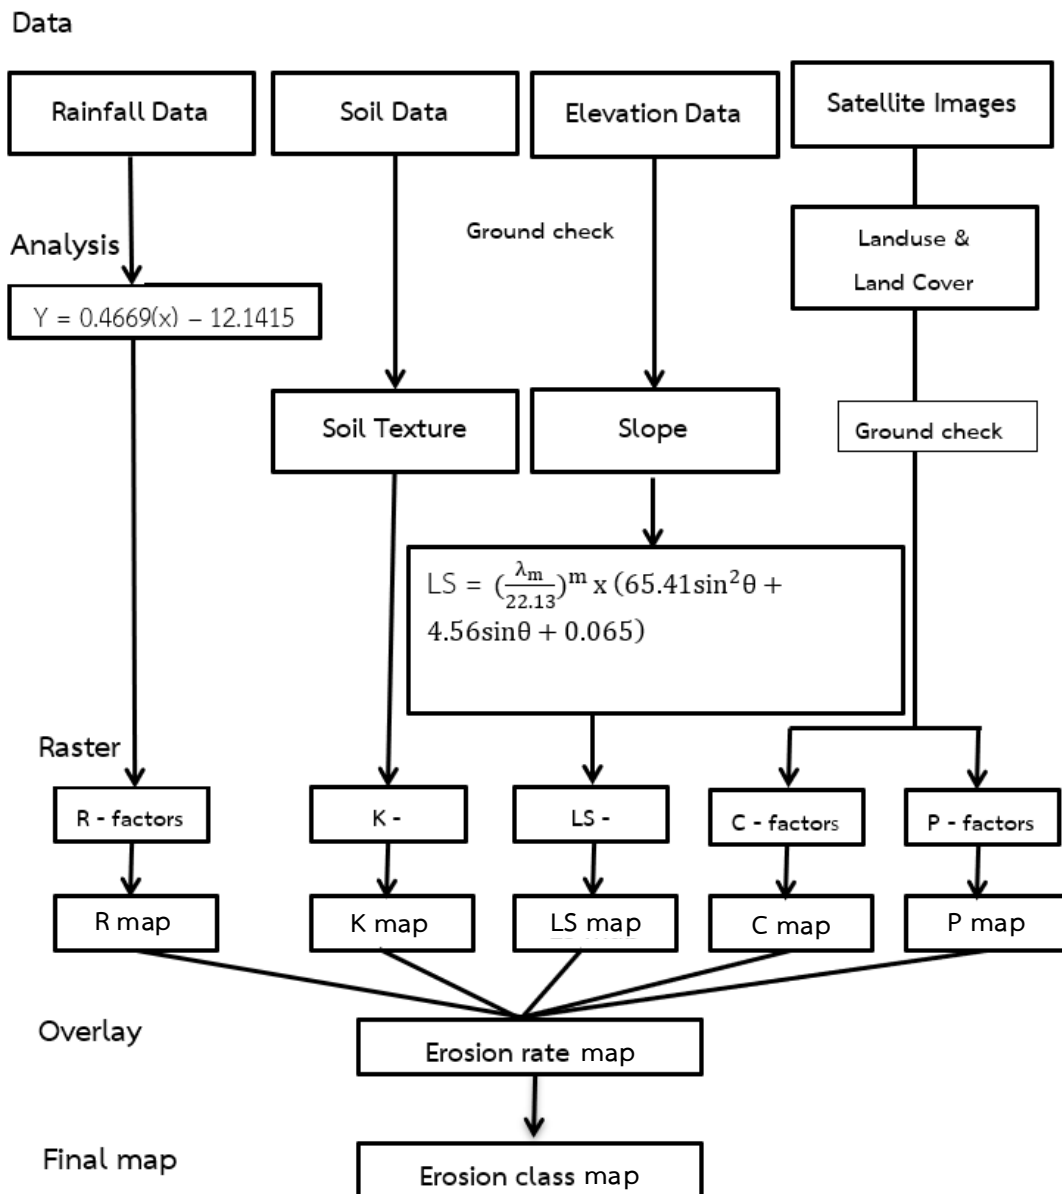 Data
Rainfall Data
Soil Data
Elevation Data
Satellite Images
Ground check
Landuse &
Land Cover
Analysis
Y = 0.4669(x) – 12.1415
Soil Texture
Slope
Ground check
LS = (λm/22.13)^m x (65.41sin²θ +
4.56sinθ + 0.065)
Raster
R - factors
K -
LS -
C - factors
P - factors
R map
K map
LS map
C map
P map
Overlay
Erosion rate map
Final map
Erosion class map